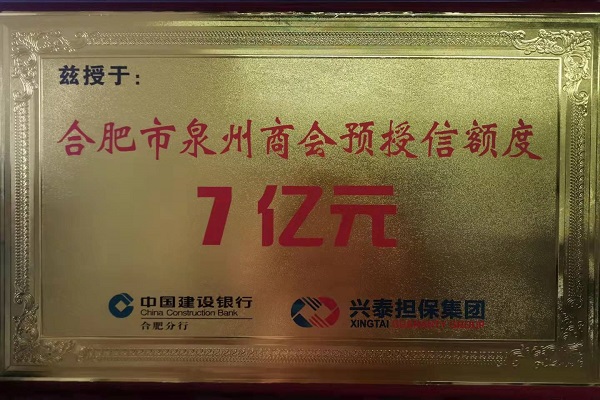 兹授于：
合肥市泉州商会预授信额度
7亿元
中国建设银行
China Construction Bank
合肥分行
兴泰担保集团
XINGTAI